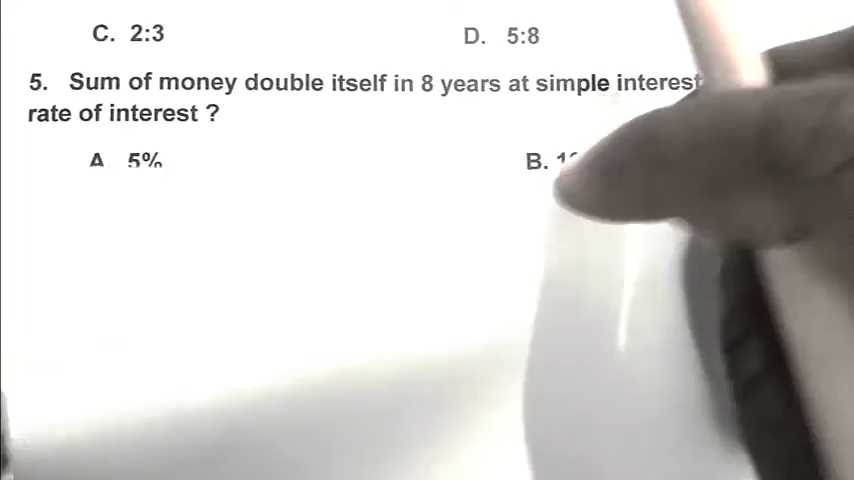 C. 2:3 D. 5:8
5. Sum of money double itself in 8 years at simple interest
rate of interest ?
A 5% B.